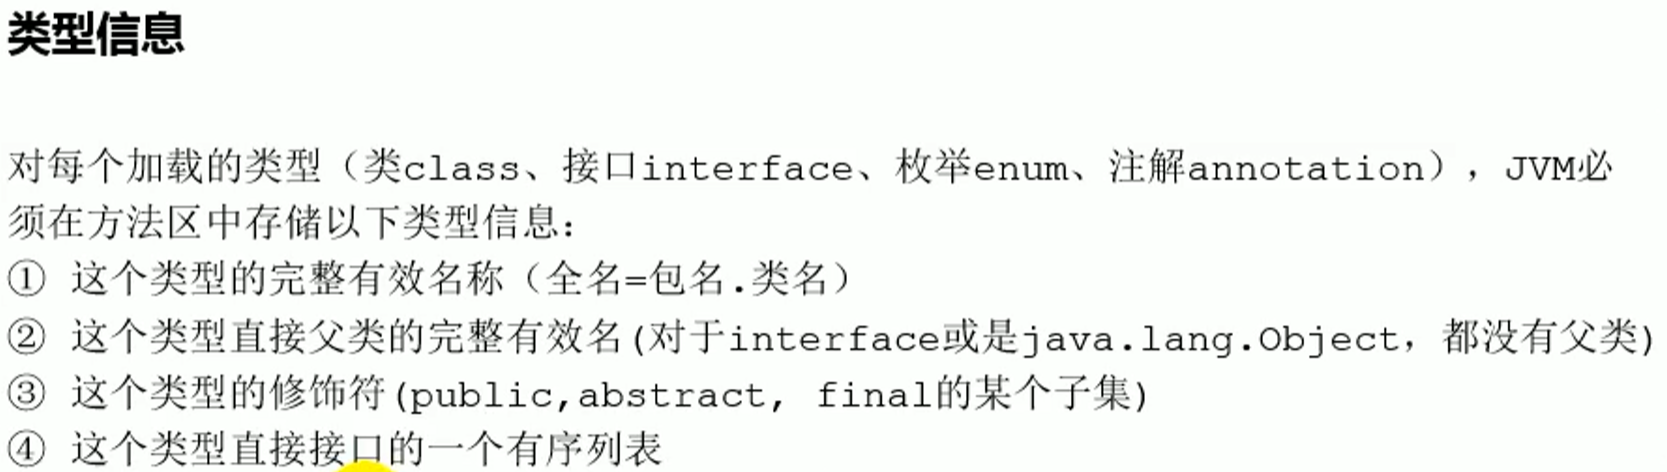 类型信息
对每个加载的类型（类class、接口interface、枚举enum、注解annotation），JVM必
须在方法区中存储以下类型信息：
① 这个类型的完整有效名称（全名=包名.类名）
② 这个类型直接父类的完整有效名(对于interface或是java.lang.Object，都没有父类)
③ 这个类型的修饰符(public,abstract, final的某个子集)
④ 这个类型直接接口的一个有序列表